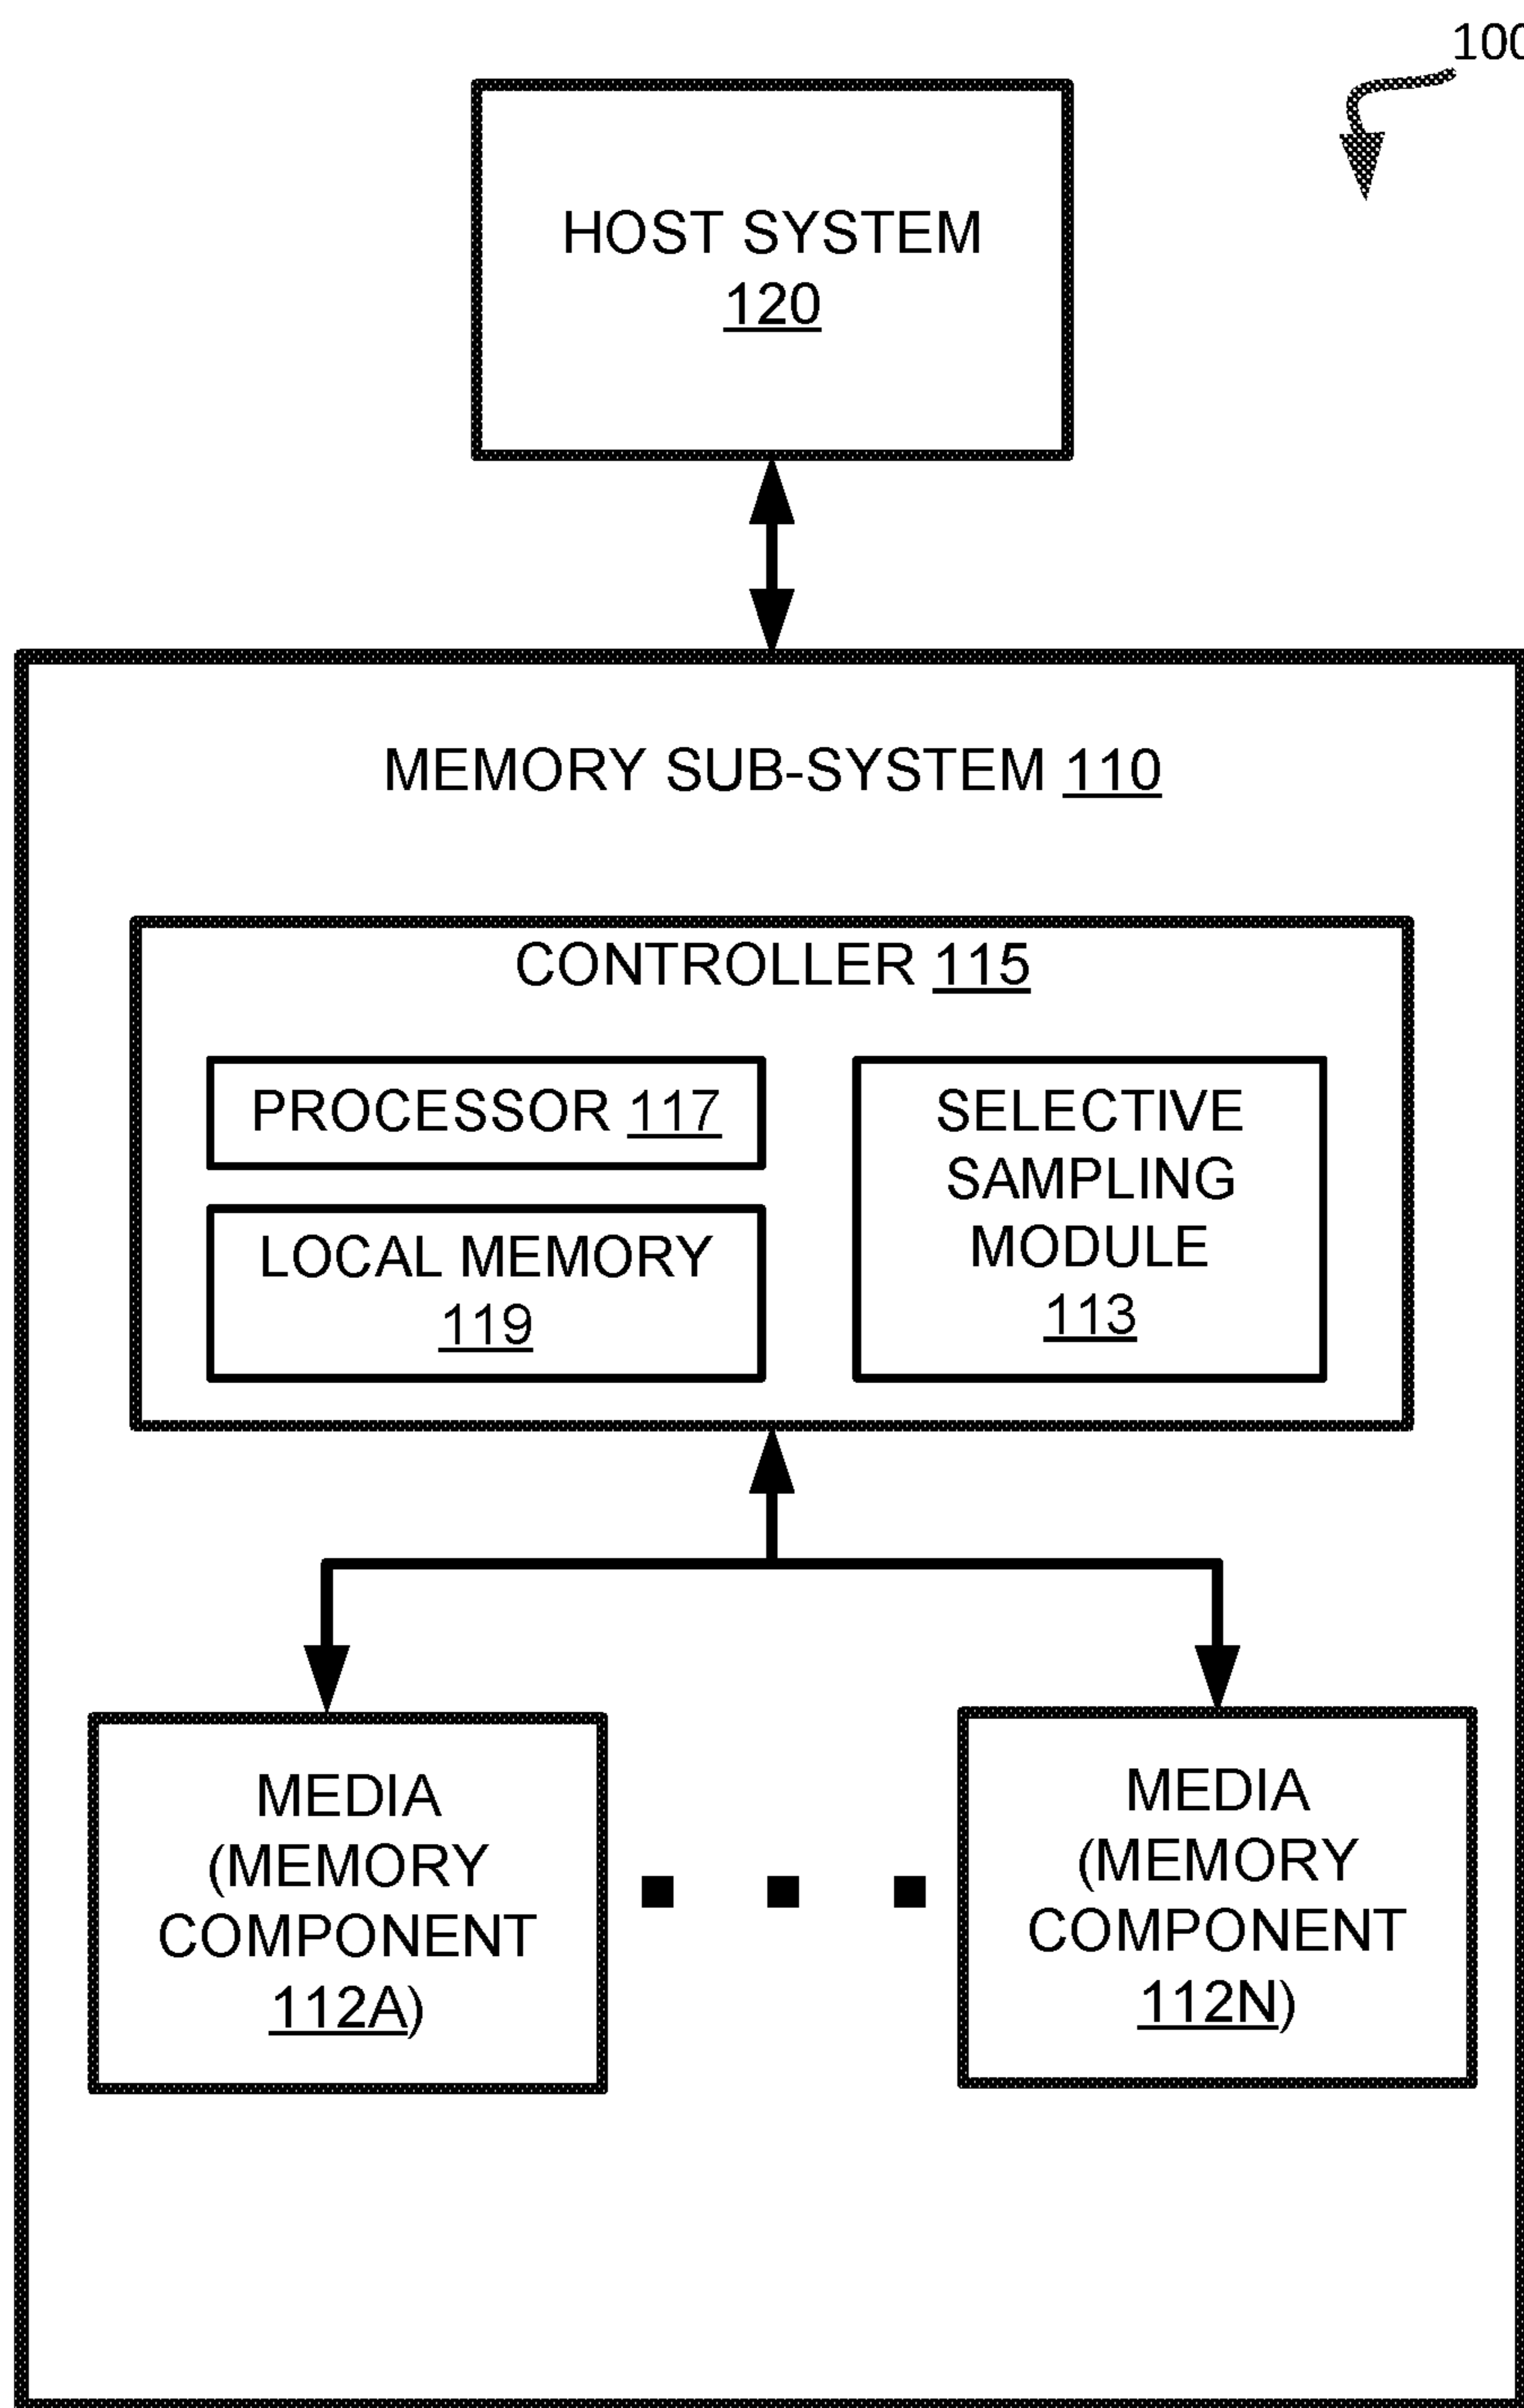 100
HOST SYSTEM
120
MEMORY SUB-SYSTEM 110
CONTROLLER 115
PROCESSOR 117
LOCAL MEMORY
119
SELECTIVE
SAMPLING
MODULE
113
MEDIA
(MEMORY
COMPONENT
112A)
MEDIA
(MEMORY
COMPONENT
112N)